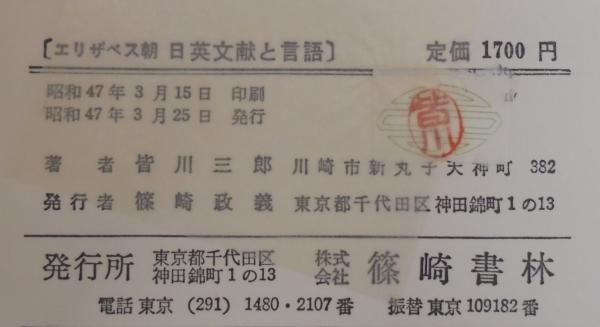 〔エリザベス朝 日英文献と言語〕 定価 1700 円
昭和 47 年 3 月 15 日 印刷
昭和 47 年 3 月 25 日 発行
著者 皆川三郎 川崎市新丸子天神町 382
発行者 篠崎政義 東京都千代田区神田錦町1の13
発行所 東京都千代田区神田錦町1の13 株式会社 篠崎書林
電話 東京 (291) 1480・2107 番 振替 東京 109182 番